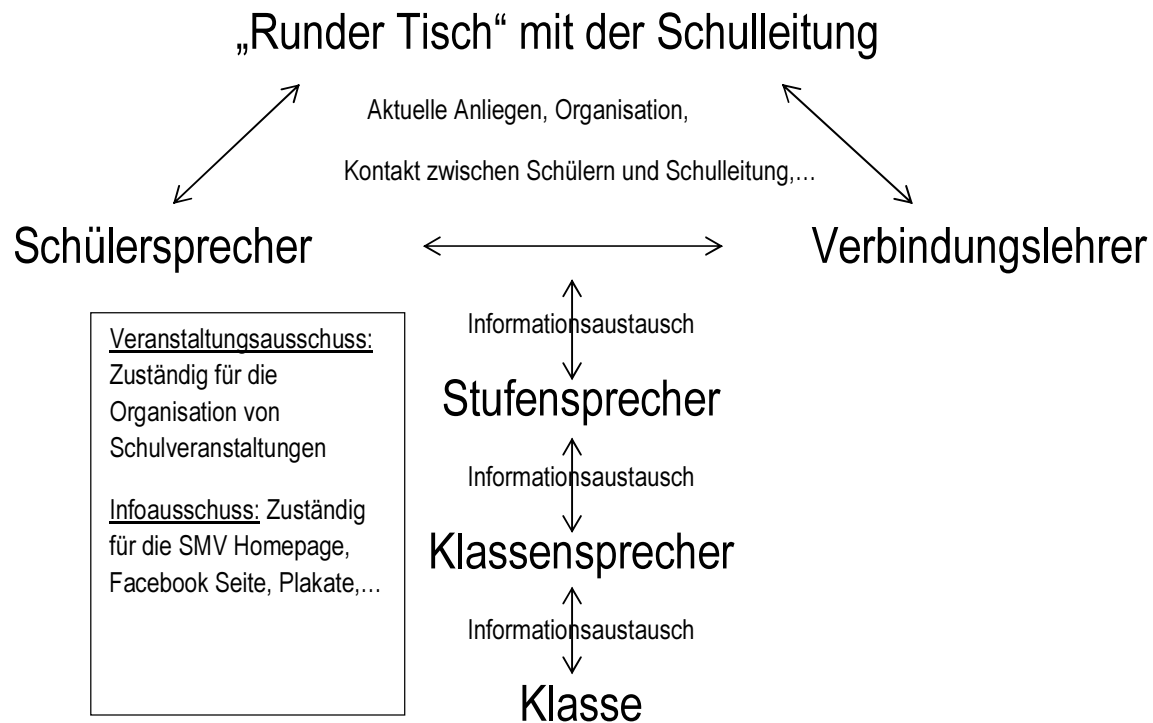 „Runder Tisch“ mit der Schulleitung
Aktuelle Anliegen, Organisation,
Kontakt zwischen Schülern und Schulleitung,…
Schülersprecher
Verbindungslehrer
Informationsaustausch
Veranstaltungsausschuss:
Zuständig für die
Organisation von
Schulveranstaltungen
Infoausschuss: Zuständig
für die SMV Homepage,
Facebook Seite, Plakate,…
Stufensprecher
Informationsaustausch
Klassensprecher
Informationsaustausch
Klasse